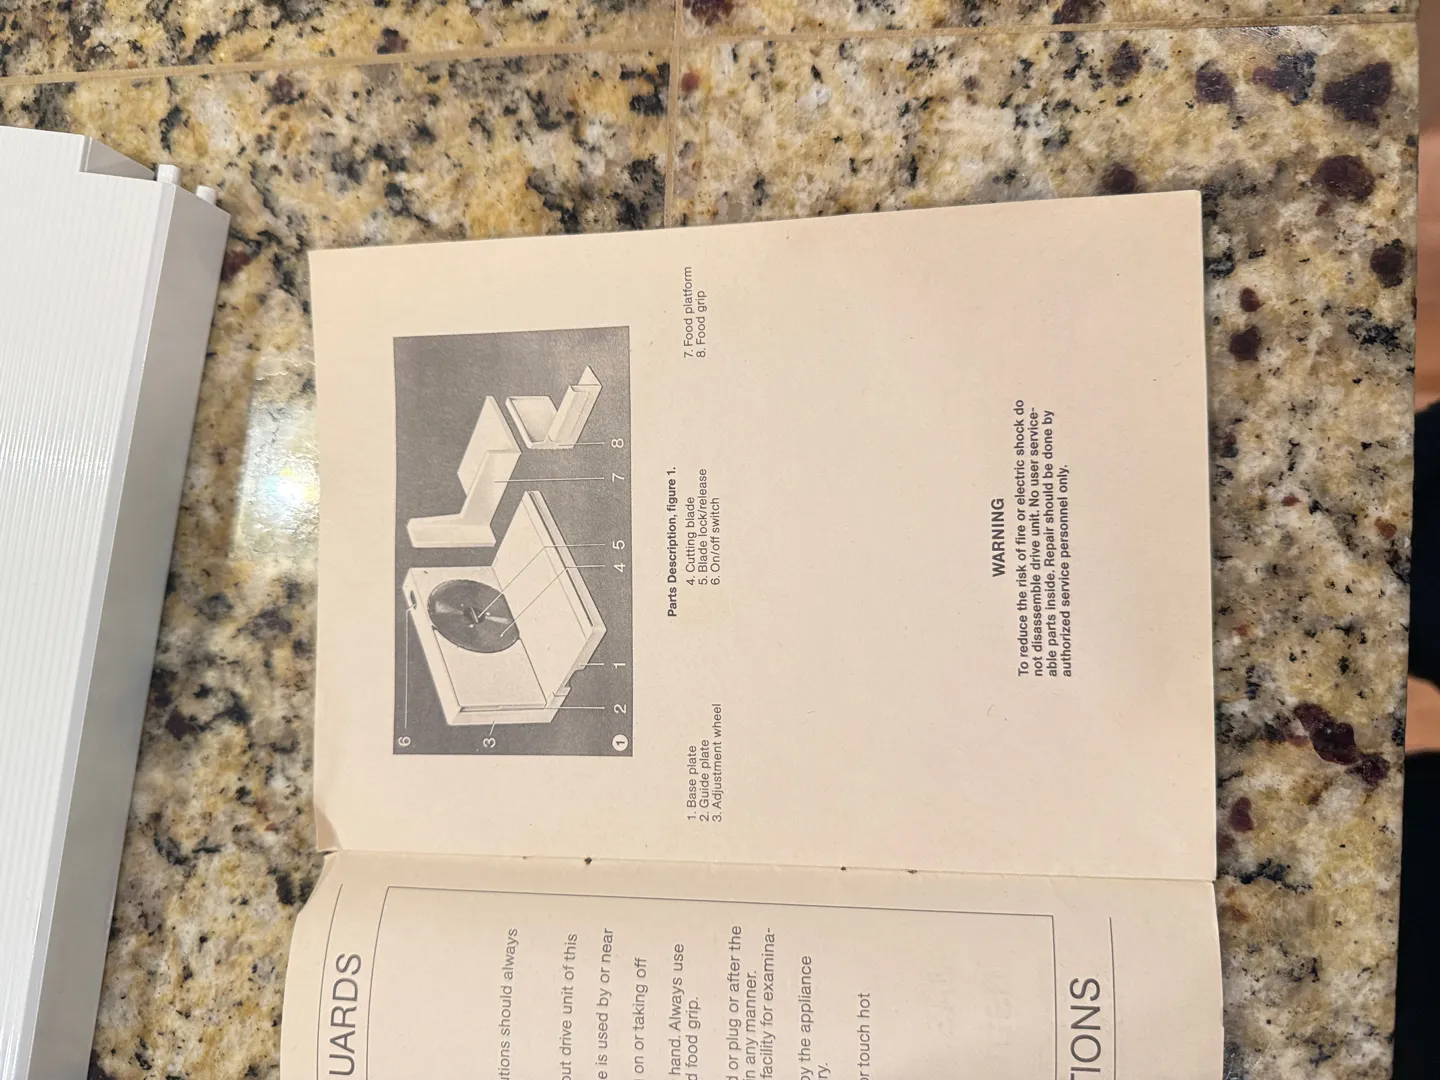 UARDS
utions should always
out drive unit of this
e is used by or near
on or taking off
hand. Always use
d food grip.
d or plug or after the
in any manner.
facility for examina-
by the appliance
ry.
or touch hot
TIONS
6
3
2
1
4
5
7
8
1
Parts Description, figure 1.
1. Base plate
2. Guide plate
3. Adjustment wheel
4. Cutting blade
5. Blade lock/release
6. On/off switch
7. Food platform
8. Food grip
WARNING
To reduce the risk of fire or electric shock do
not disassemble drive unit. No user service-
able parts inside. Repair should be done by
authorized service personnel only.